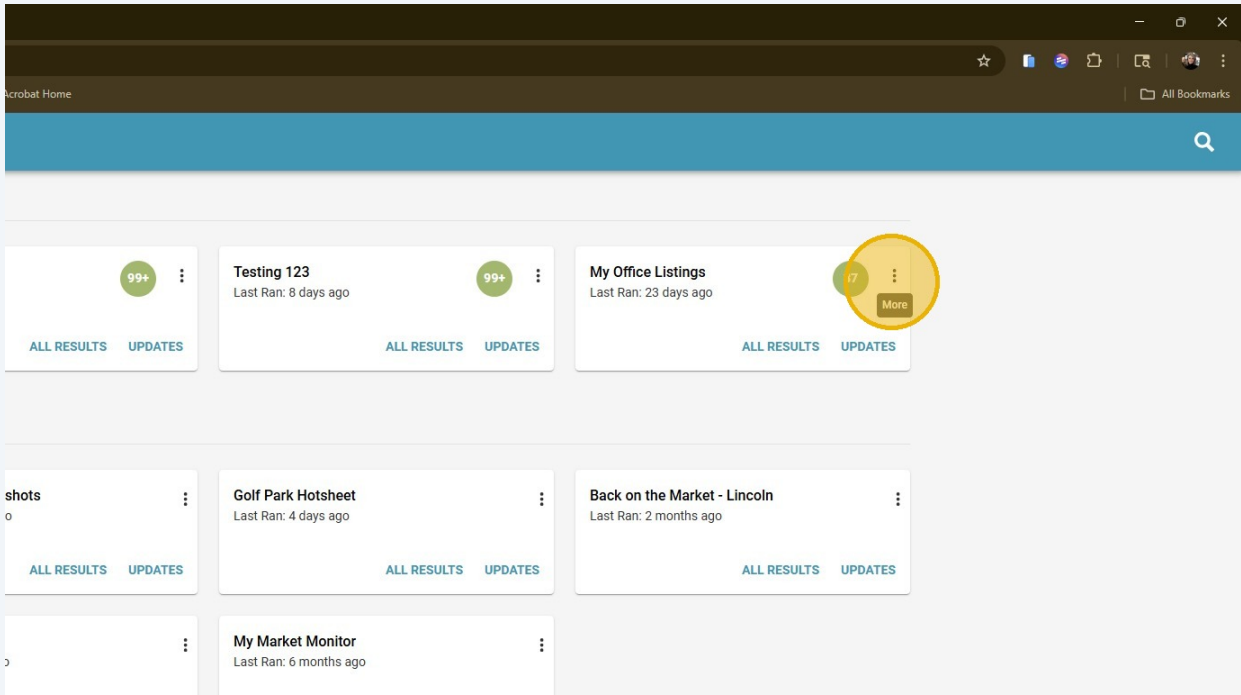 Acrobat Home
All Bookmarks
99+
Testing 123
Last Ran: 8 days ago
99+
My Office Listings
Last Ran: 23 days ago
More
ALL RESULTS UPDATES
ALL RESULTS UPDATES
ALL RESULTS UPDATES
shots
o
Golf Park Hotsheet
Last Ran: 4 days ago
Back on the Market - Lincoln
Last Ran: 2 months ago
ALL RESULTS UPDATES
ALL RESULTS UPDATES
ALL RESULTS UPDATES
My Market Monitor
Last Ran: 6 months ago